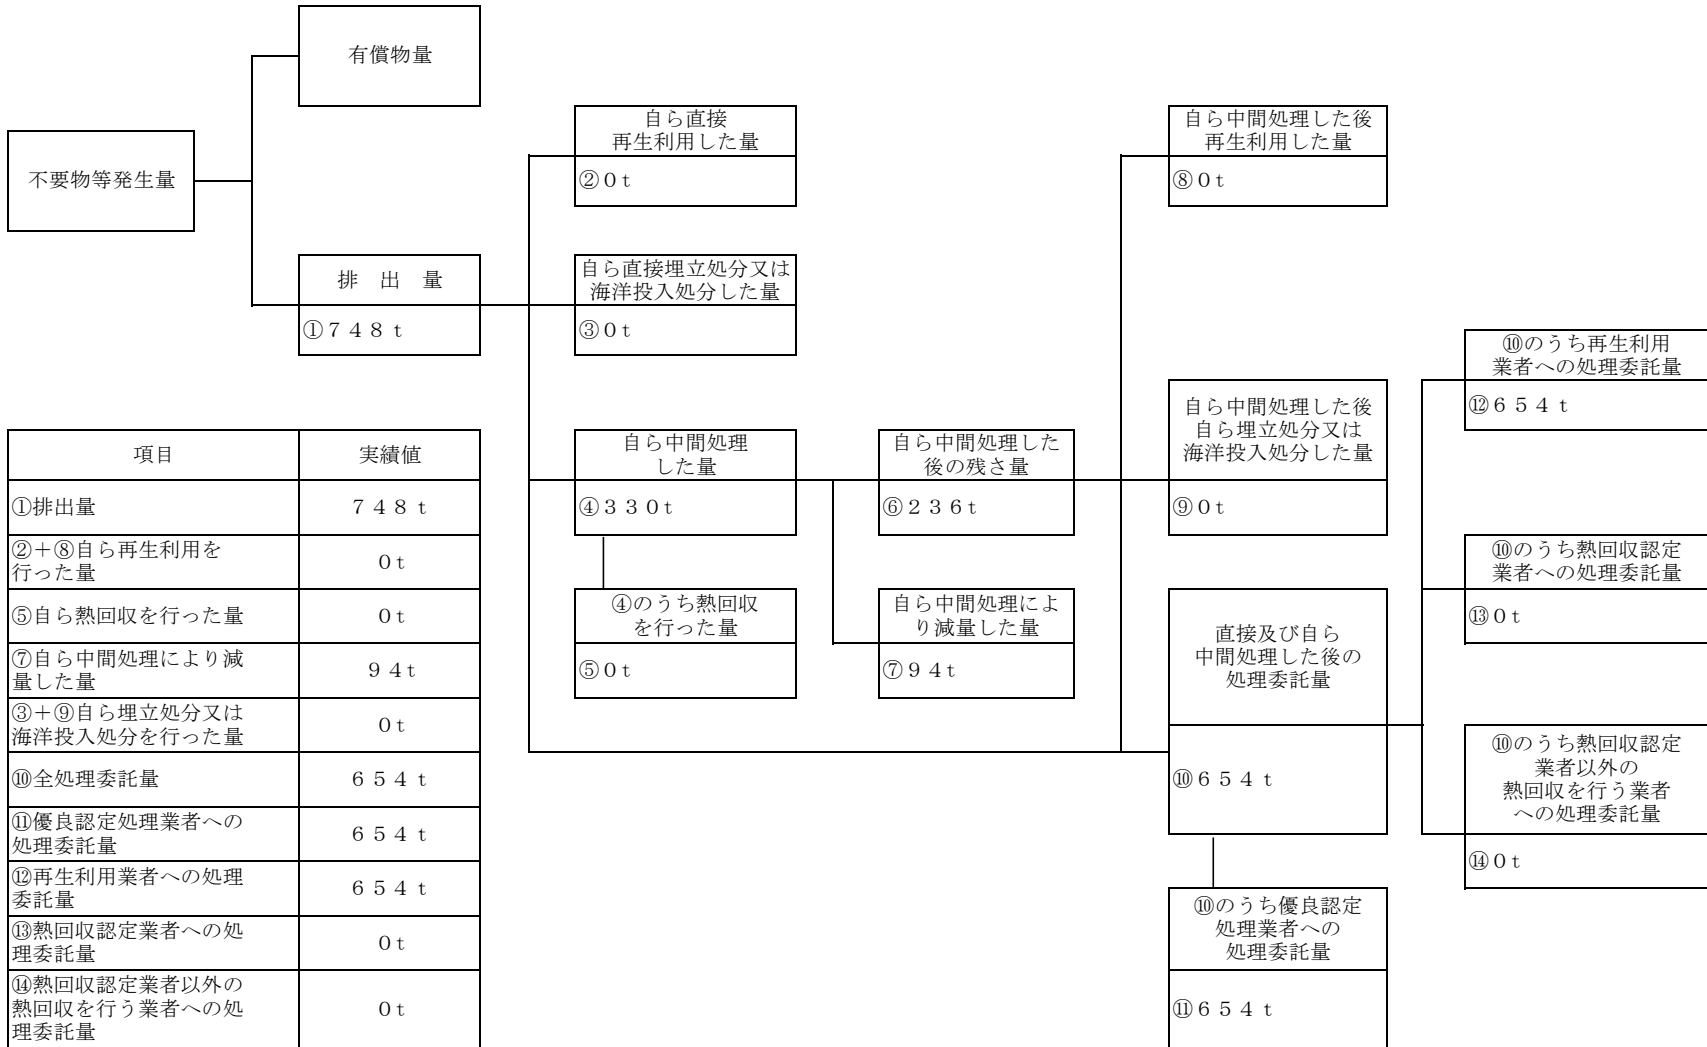 有償物量
不要物等発生量
排　出　量
①７４８ｔ
自ら直接
再生利用した量
②０ｔ
自ら直接埋立処分又は
海洋投入処分した量
③０ｔ
自ら中間処理
した量
④３３０ｔ
④のうち熱回収
を行った量
⑤０ｔ
自ら中間処理した
後の残さ量
⑥２３６ｔ
自ら中間処理によ
り減量した量
⑦９４ｔ
自ら中間処理した後
再生利用した量
⑧０ｔ
自ら中間処理した後
自ら埋立処分又は
海洋投入処分した量
⑨０ｔ
直接及び自ら
中間処理した後の
処理委託量
⑩６５４ｔ
⑩のうち優良認定
処理業者への
処理委託量
⑪６５４ｔ
⑩のうち再生利用
業者への処理委託量
⑫６５４ｔ
⑩のうち熱回収認定
業者への処理委託量
⑬０ｔ
⑩のうち熱回収認定
業者以外の
熱回収を行う業者
への処理委託量
⑭０ｔ
項目　実績値
①排出量　７４８ｔ
②＋⑧自ら再生利用を
行った量　０ｔ
⑤自ら熱回収を行った量　０ｔ
⑦自ら中間処理により減
量した量　９４ｔ
③＋⑨自ら埋立処分又は
海洋投入処分を行った量　０ｔ
⑩全処理委託量　６５４ｔ
⑪優良認定処理業者への
処理委託量　６５４ｔ
⑫再生利用業者への処理
委託量　６５４ｔ
⑬熱回収認定業者への処
理委託量　０ｔ
⑭熱回収認定業者以外の
熱回収を行う業者への処
理委託量　０ｔ